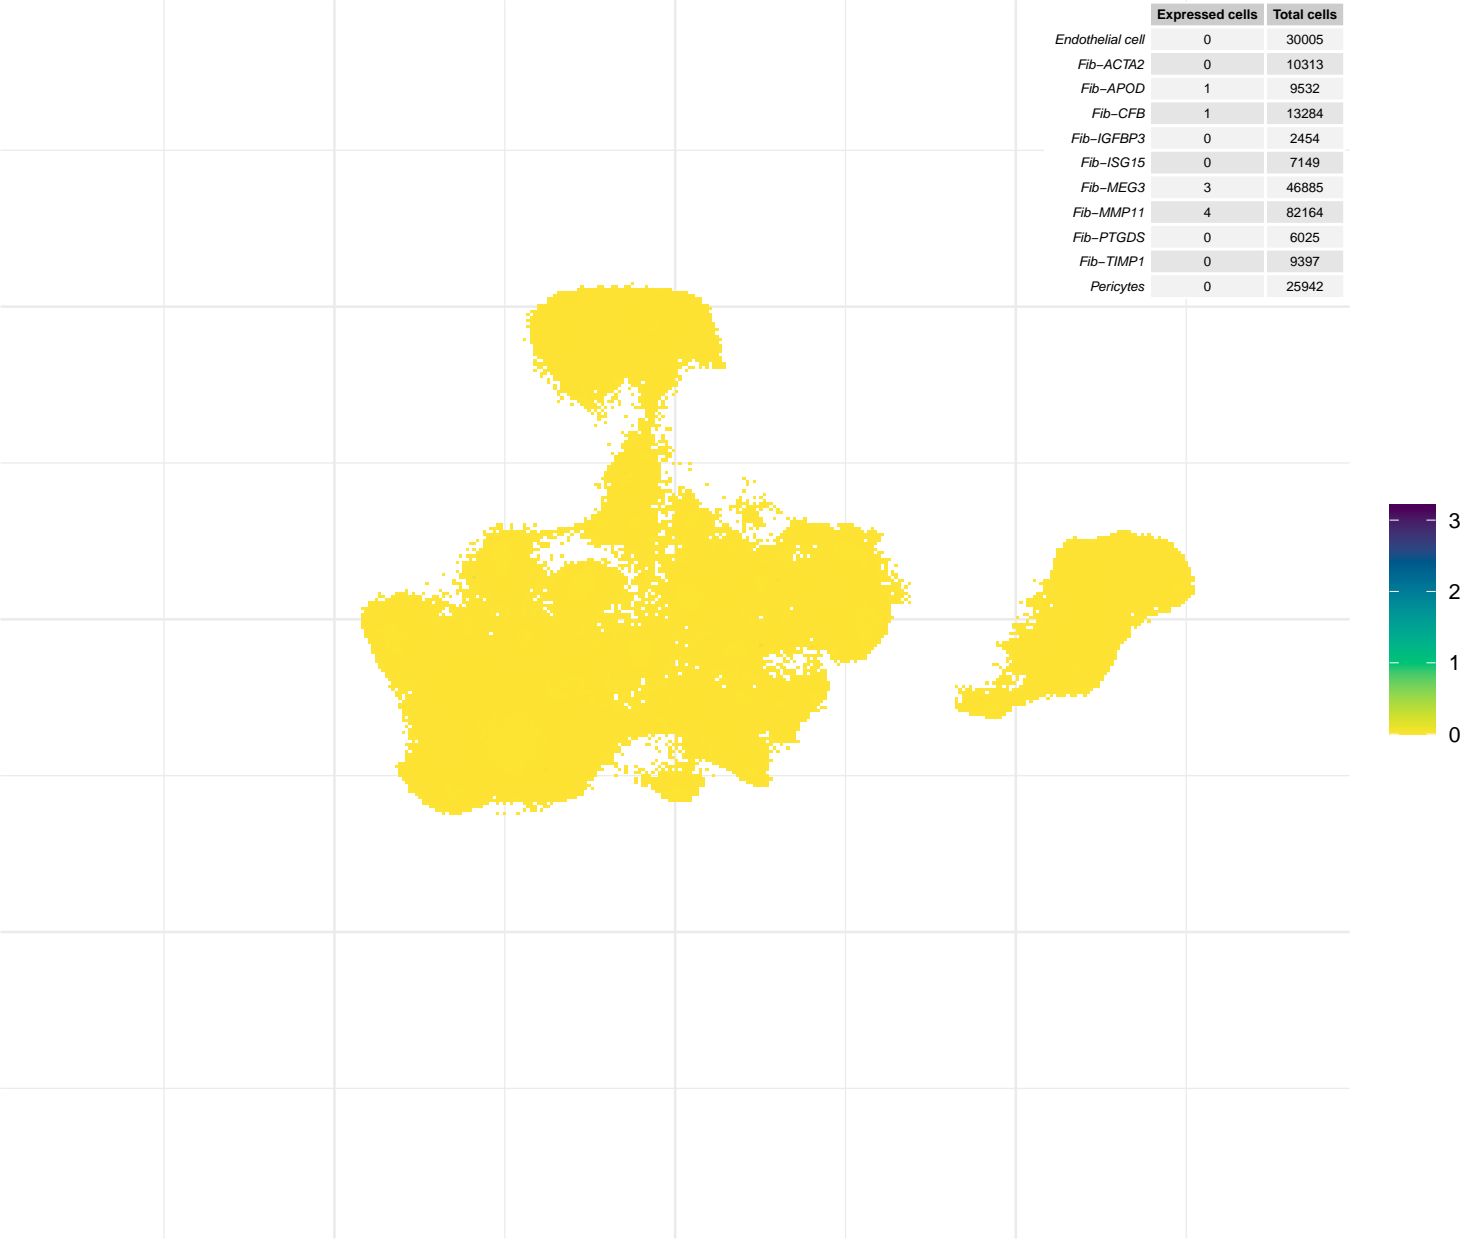 Expressed cells Total cells
Endothelial cell 0 30005
Fib−ACTA2 0 10313
Fib−APOD 1 9532
Fib−CFB 1 13284
Fib−IGFBP3 0 2454
Fib−ISG15 0 7149
Fib−MEG3 3 46885
Fib−MMP11 4 82164
Fib−PTGDS 0 6025
Fib−TIMP1 0 9397
Pericytes 0 25942
3
2
1
0